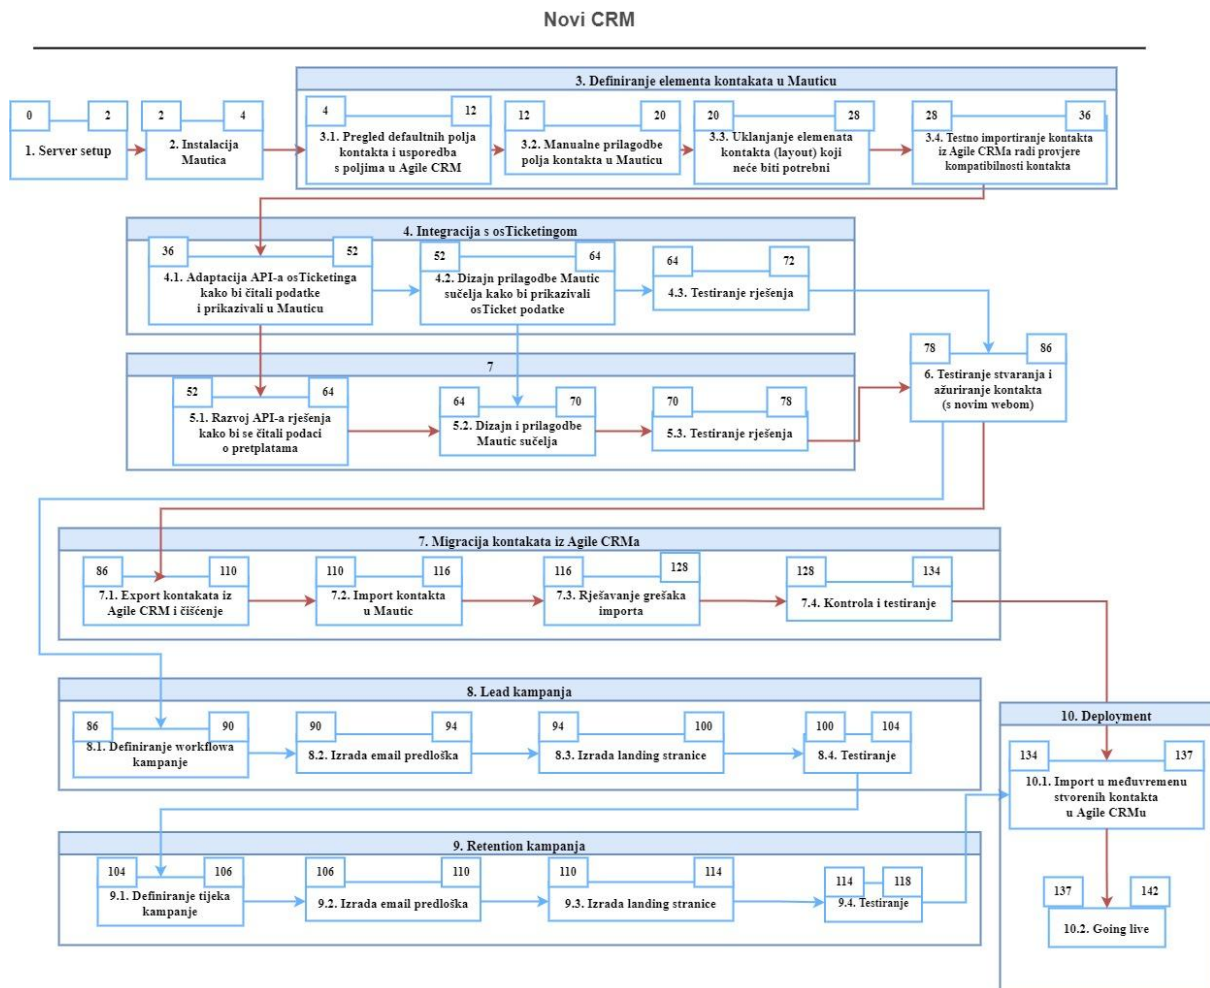 Novi CRM
3. Definiranje elementa kontakata u Mauticu
0 2
1. Server setup
2 4
2. Instalacija
Mautica
4 12
3.1. Pregled defaultnih polja
kontakta i usporedba
s poljima u Agile CRM
12 20
3.2. Manualne prilagodbe
polja kontakta u Mauticu
20 28
3.3. Uklanjanje elemenata
kontakta (layout) koji
neće biti potrebni
28 36
3.4. Testno importiranje kontakta
iz Agile CRMa radi provjere
kompatibilnosti kontakta
4. Integracija s osTicketingom
36 52
4.1. Adaptacija API-a osTicketinga
kako bi čitali podatke
i prikazivali u Mauticu
52 64
4.2. Dizajn prilagodbe Mautic
sučelja kako bi prikazivali
osTicket podatke
64 72
4.3. Testiranje rješenja
7
52 64
5.1. Razvoj API-a rješenja
kako bi se čitali podaci
o pretplatama
64 70
5.2. Dizajn i prilagodbe
Mautic sučelja
70 78
5.3. Testiranje rješenja
78 86
6. Testiranje stvaranja i
ažuriranje kontakta
(s novim webom)
7. Migracija kontakata iz Agile CRMa
86 110
7.1. Export kontakata iz
Agile CRM i čišćenje
110 116
7.2. Import kontakta
u Mautic
116 128
7.3. Rješavanje grešaka
importa
128 134
7.4. Kontrola i testiranje
8. Lead kampanja
86 90
8.1. Definiranje workflowa
kampanje
90 94
8.2. Izrada email predloška
94 100
8.3. Izrada landing stranice
100 104
8.4. Testiranje
9. Retention kampanja
104 106
9.1. Definiranje tijeka
kampanje
106 110
9.2. Izrada email predloška
110 114
9.3. Izrada landing stranice
114 118
9.4. Testiranje
10. Deployment
134 137
10.1. Import u međuvremenu
stvorenih kontakta
u Agile CRMu
137 142
10.2. Going live